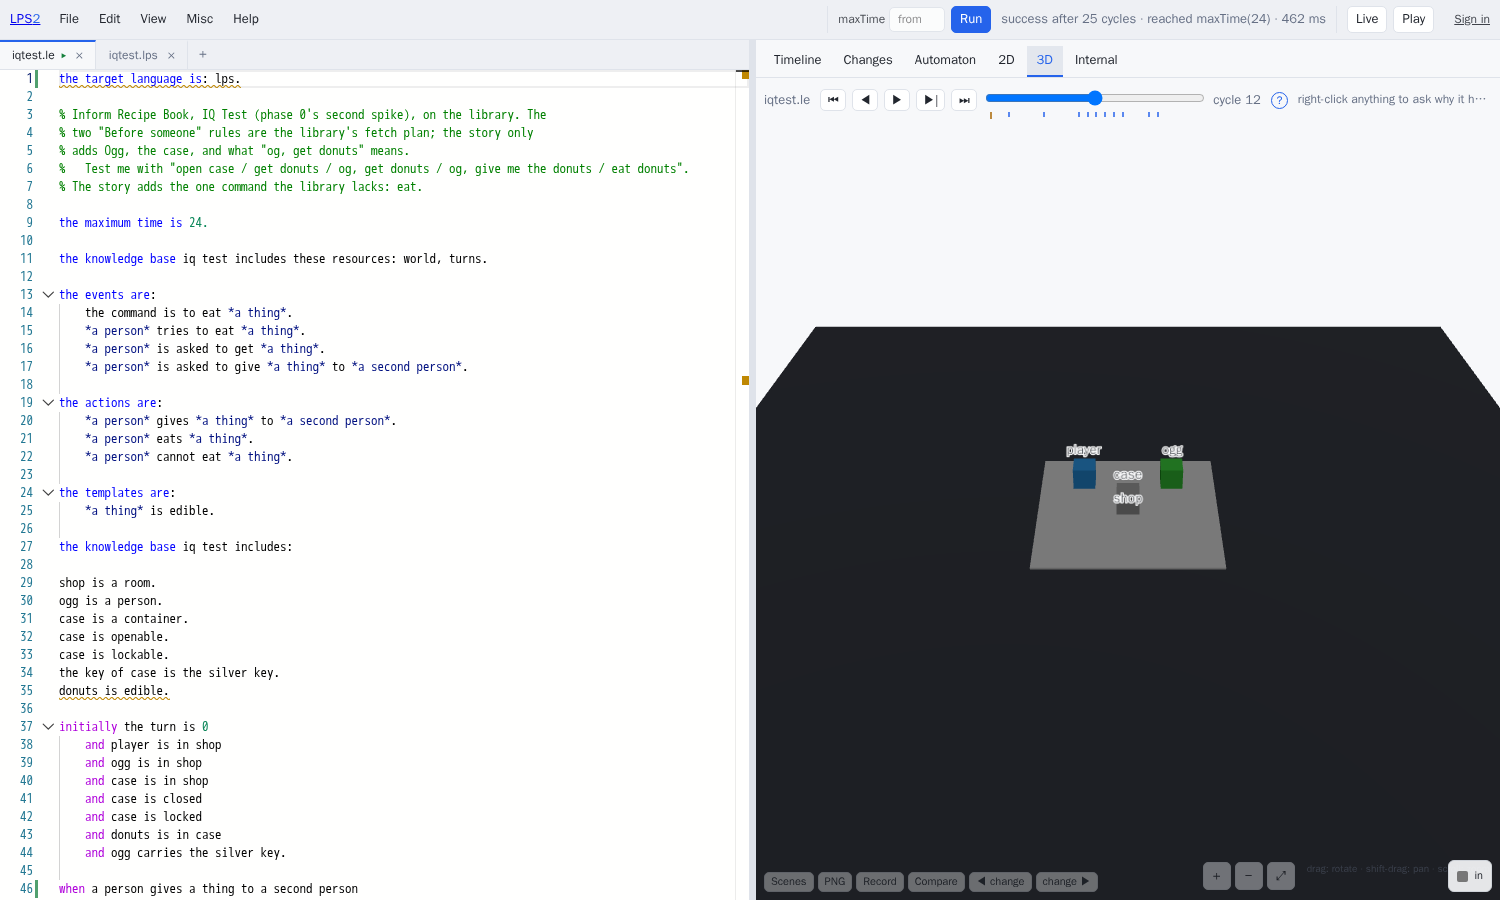 LPS2 File Edit View Misc Help maxTime from Run success after 25 cycles · reached maxTime(24) · 462 ms Live Play Sign in
iqtest.le ▸ × iqtest.lps × +
Timeline Changes Automaton 2D 3D Internal
iqtest.le cycle 12 ? right-click anything to ask why it h···
1 the target language is: lps.
2
3 % Inform Recipe Book, IQ Test (phase 0's second spike), on the library. The
4 % two "Before someone" rules are the library's fetch plan; the story only
5 % adds Ogg, the case, and what "og, get donuts" means.
6 %   Test me with "open case / get donuts / og, get donuts / og, give me the donuts / eat donuts".
7 % The story adds the one command the library lacks: eat.
8
9 the maximum time is 24.
10
11 the knowledge base iq test includes these resources: world, turns.
12
13 the events are:
14     the command is to eat *a thing*.
15     *a person* tries to eat *a thing*.
16     *a person* is asked to get *a thing*.
17     *a person* is asked to give *a thing* to *a second person*.
18
19 the actions are:
20     *a person* gives *a thing* to *a second person*.
21     *a person* eats *a thing*.
22     *a person* cannot eat *a thing*.
23
24 the templates are:
25     *a thing* is edible.
26
27 the knowledge base iq test includes:
28
29 shop is a room.
30 ogg is a person.
31 case is a container.
32 case is openable.
33 case is lockable.
34 the key of case is the silver key.
35 donuts is edible.
36
37 initially the turn is 0
38     and player is in shop
39     and ogg is in shop
40     and case is in shop
41     and case is closed
42     and case is locked
43     and donuts is in case
44     and ogg carries the silver key.
45
46 when a person gives a thing to a second person
player ogg
case
shop
drag: rotate · shift-drag: pan ·
Scenes PNG Record Compare ◀ change change ▶ + − in